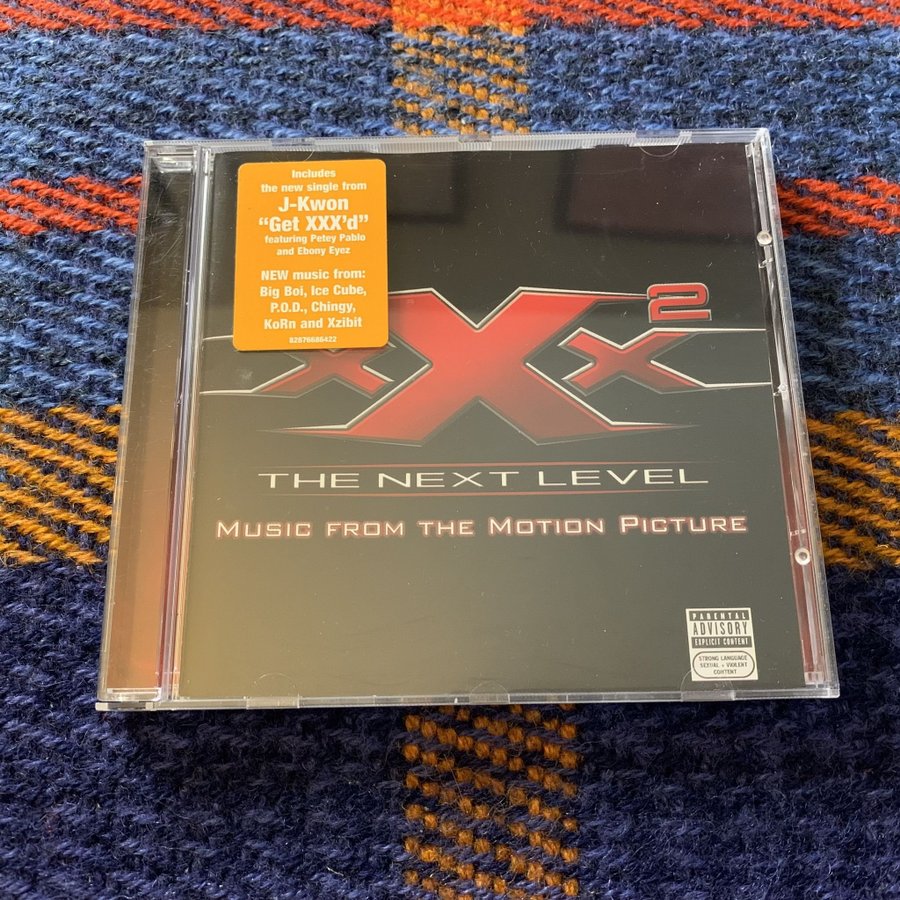 Includes
the new single from
J-Kwon
"Get XXX'd"
featuring Petey Pablo
and Ebony Eyez
NEW music from:
Big Boi, Ice Cube,
P.O.D., Chingy,
KoRn and Xzibit
82876686422
xXx²
THE NEXT LEVEL
MUSIC FROM THE MOTION PICTURE
PARENTAL
ADVISORY
EXPLICIT CONTENT
STRONG LANGUAGE
SEXUAL + VIOLENT
CONTENT